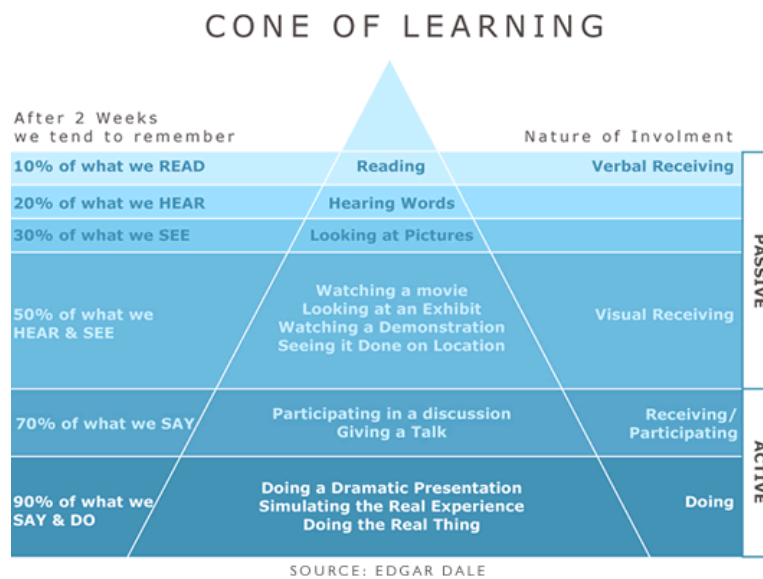 CONE OF LEARNING
After 2 Weeks
we tend to remember
Nature of Involment
10% of what we READ
Reading
Verbal Receiving
20% of what we HEAR
Hearing Words
30% of what we SEE
Looking at Pictures
50% of what we
HEAR & SEE
Watching a movie
Looking at an Exhibit
Watching a Demonstration
Seeing it Done on Location
Visual Receiving
PASSIVE
70% of what we SAY
Participating in a discussion
Giving a Talk
Receiving/
Participating
90% of what we
SAY & DO
Doing a Dramatic Presentation
Simulating the Real Experience
Doing the Real Thing
Doing
ACTIVE
SOURCE: EDGAR DALE